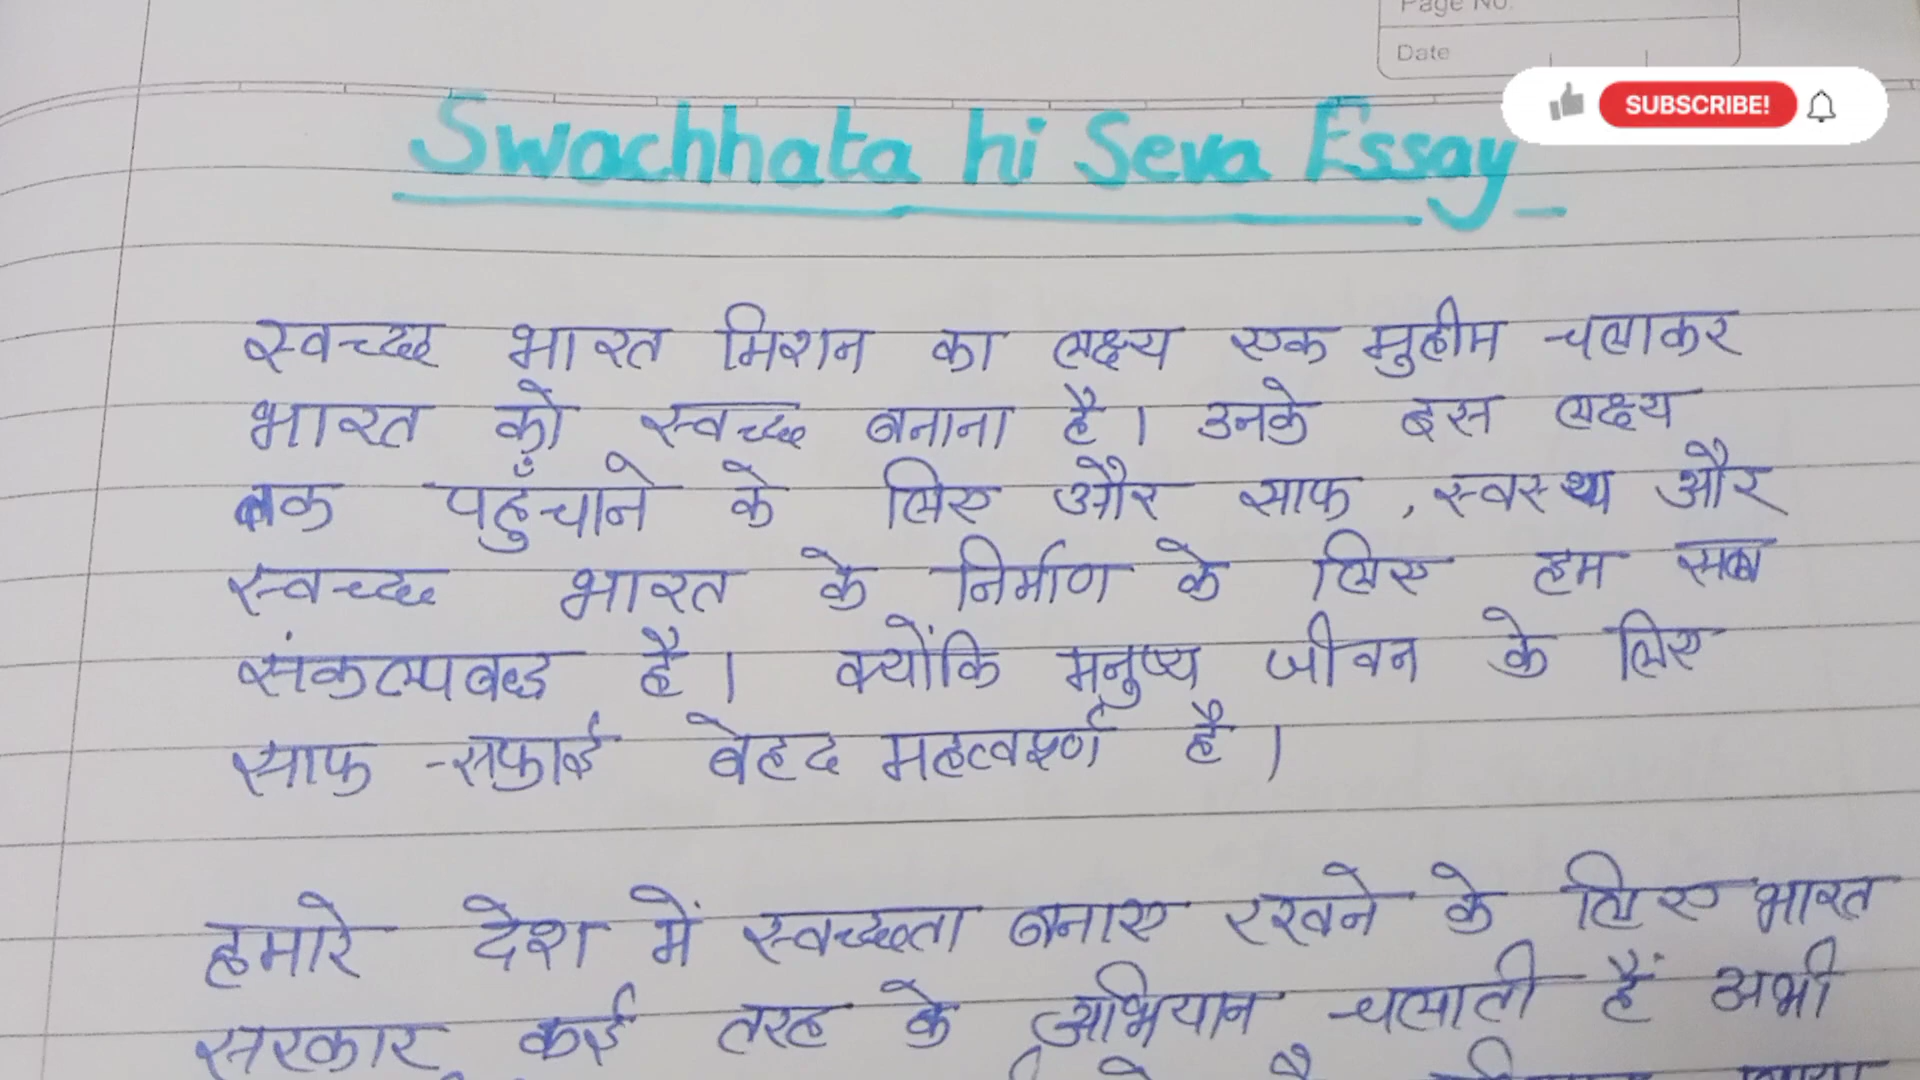 Page No.
Date
SUBSCRIBE!
Swachhata hi Seva Essay
स्वच्छ भारत मिशन का लक्ष्य एक मुहीम चलाकर
भारत को स्वच्छ बनाना है। उनके इस लक्ष्य
तक पहुँचाने के लिए और साफ, स्वस्थ और
स्वच्छ भारत के निर्माण के लिए हम सब
संकल्पबद्ध है। क्योंकि मनुष्य जीवन के लिए
साफ-सफाई बेहद महत्वपूर्ण है।
हमारे देश में स्वच्छता बनाए रखने के लिए भारत
सरकार कई तरह के अभियान चलाती हैं अभी